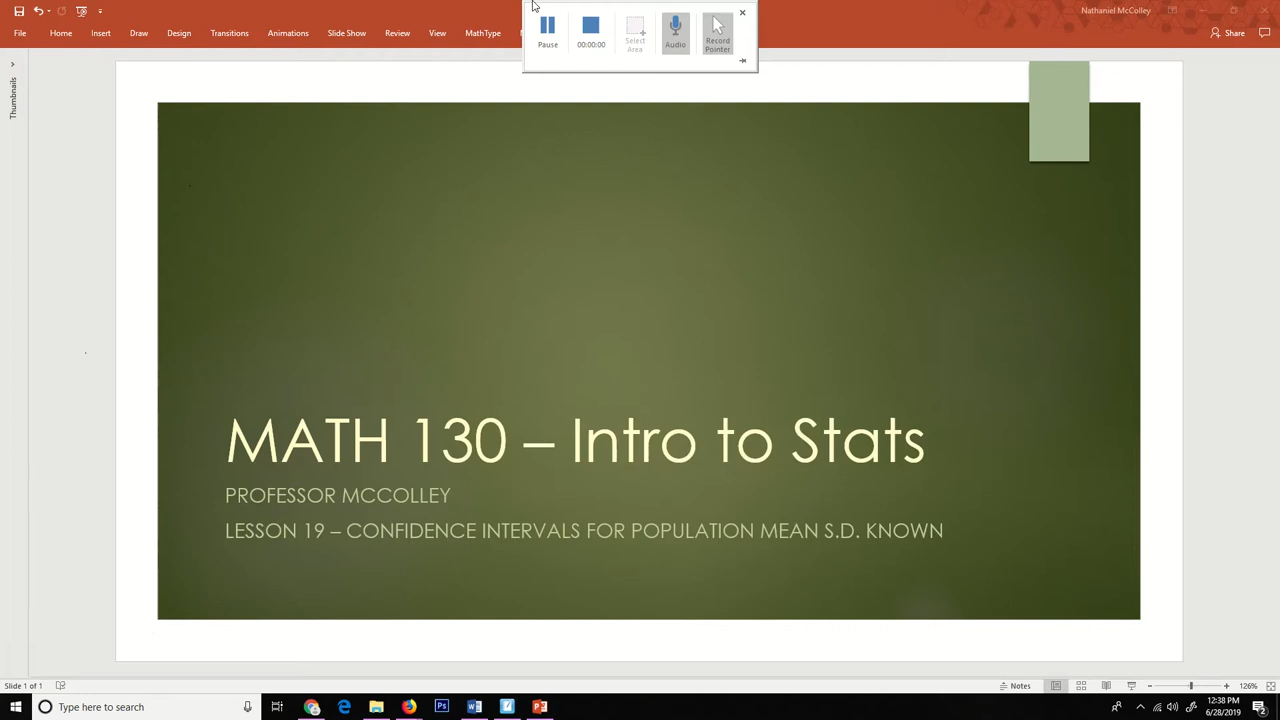 Nathaniel McColley
File Home Insert Draw Design Transitions Animations Slide Show Review View MathType
Share
Pause
00:00:00
Select Area
Audio
Record Pointer
Thumbnails
MATH 130 – Intro to Stats
PROFESSOR MCCOLLEY
LESSON 19 – CONFIDENCE INTERVALS FOR POPULATION MEAN S.D. KNOWN
Slide 1 of 1
Notes
126%
Type here to search
12:38 PM
6/28/2019